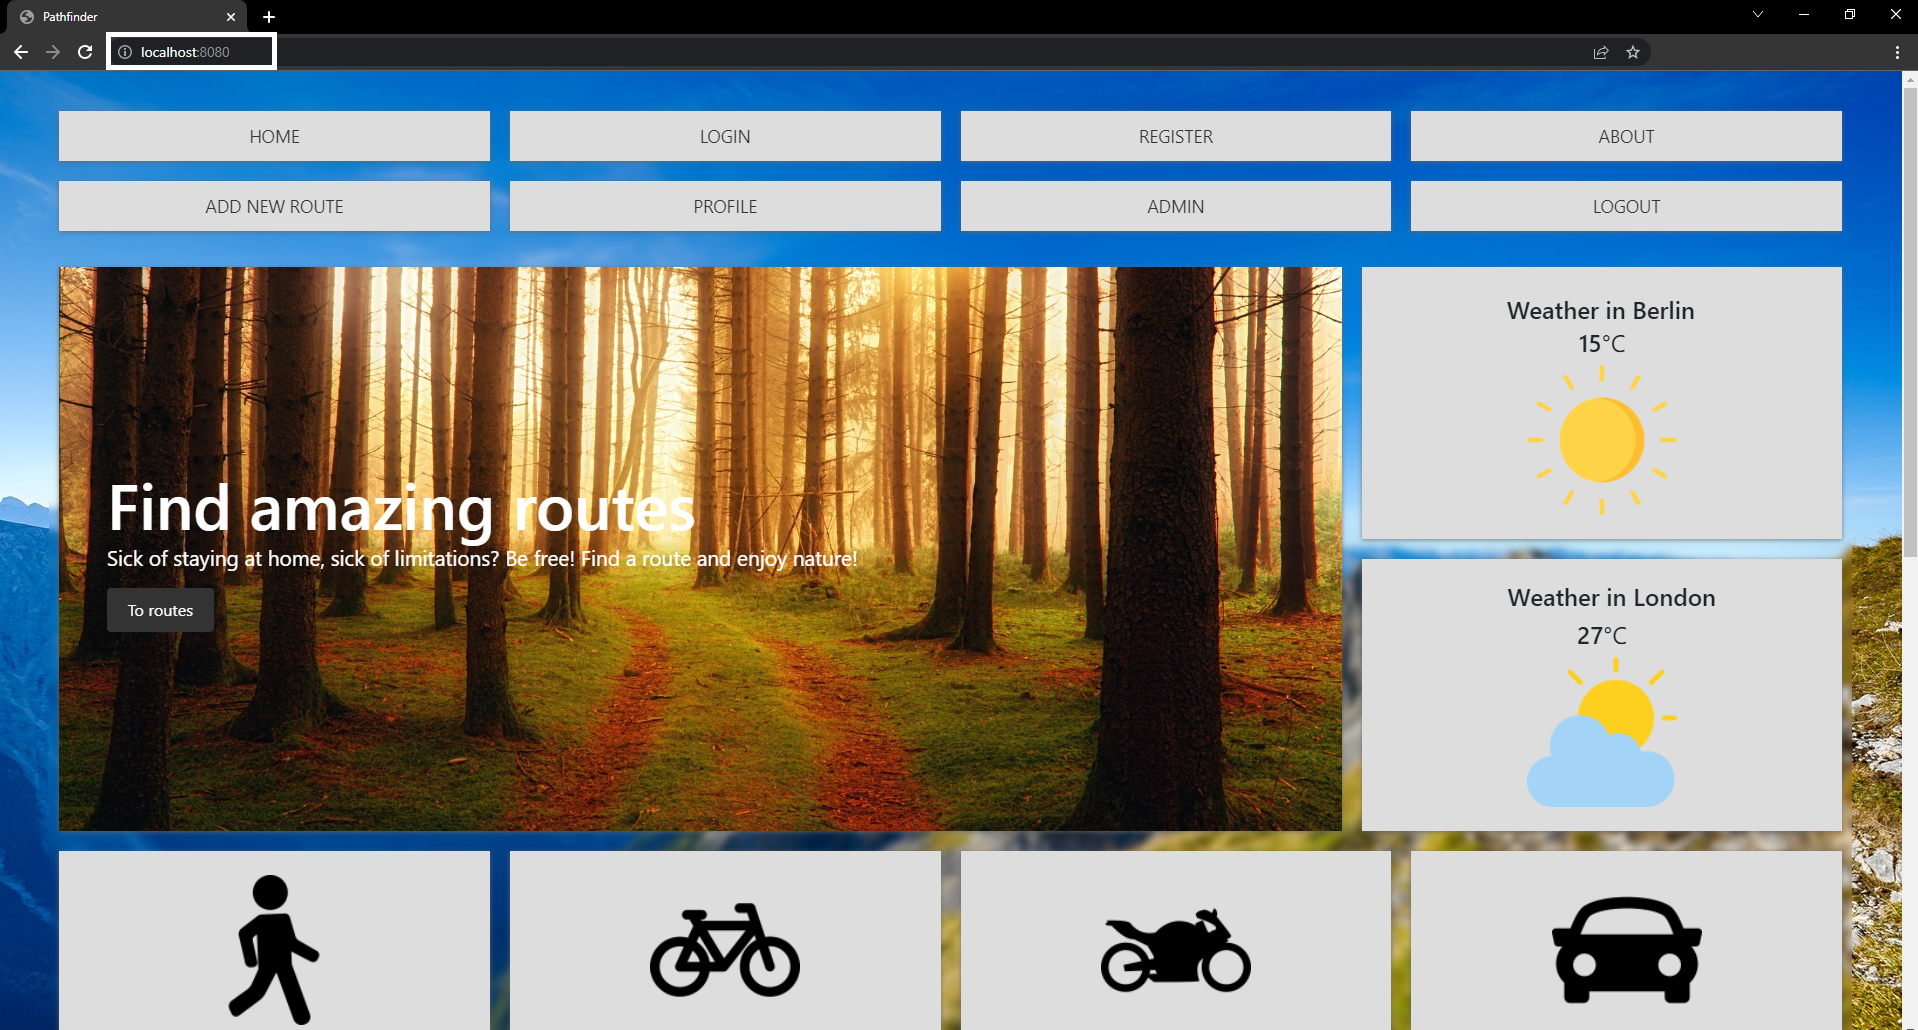 Pathfinder
localhost:8080
HOME
LOGIN
REGISTER
ABOUT
ADD NEW ROUTE
PROFILE
ADMIN
LOGOUT
Find amazing routes
Sick of staying at home, sick of limitations? Be free! Find a route and enjoy nature!
To routes
Weather in Berlin
15°C
Weather in London
27°C